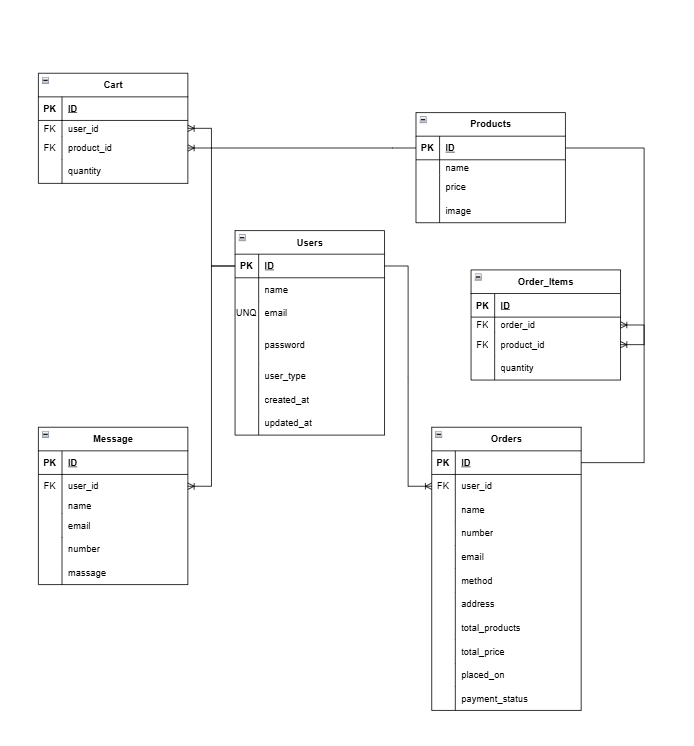 Cart
PK ID
FK user_id
FK product_id
quantity
Products
PK ID
name
price
image
Users
PK ID
name
UNQ email
password
user_type
created_at
updated_at
Order_Items
PK ID
FK order_id
FK product_id
quantity
Message
PK ID
FK user_id
name
email
number
massage
Orders
PK ID
FK user_id
name
number
email
method
address
total_products
total_price
placed_on
payment_status